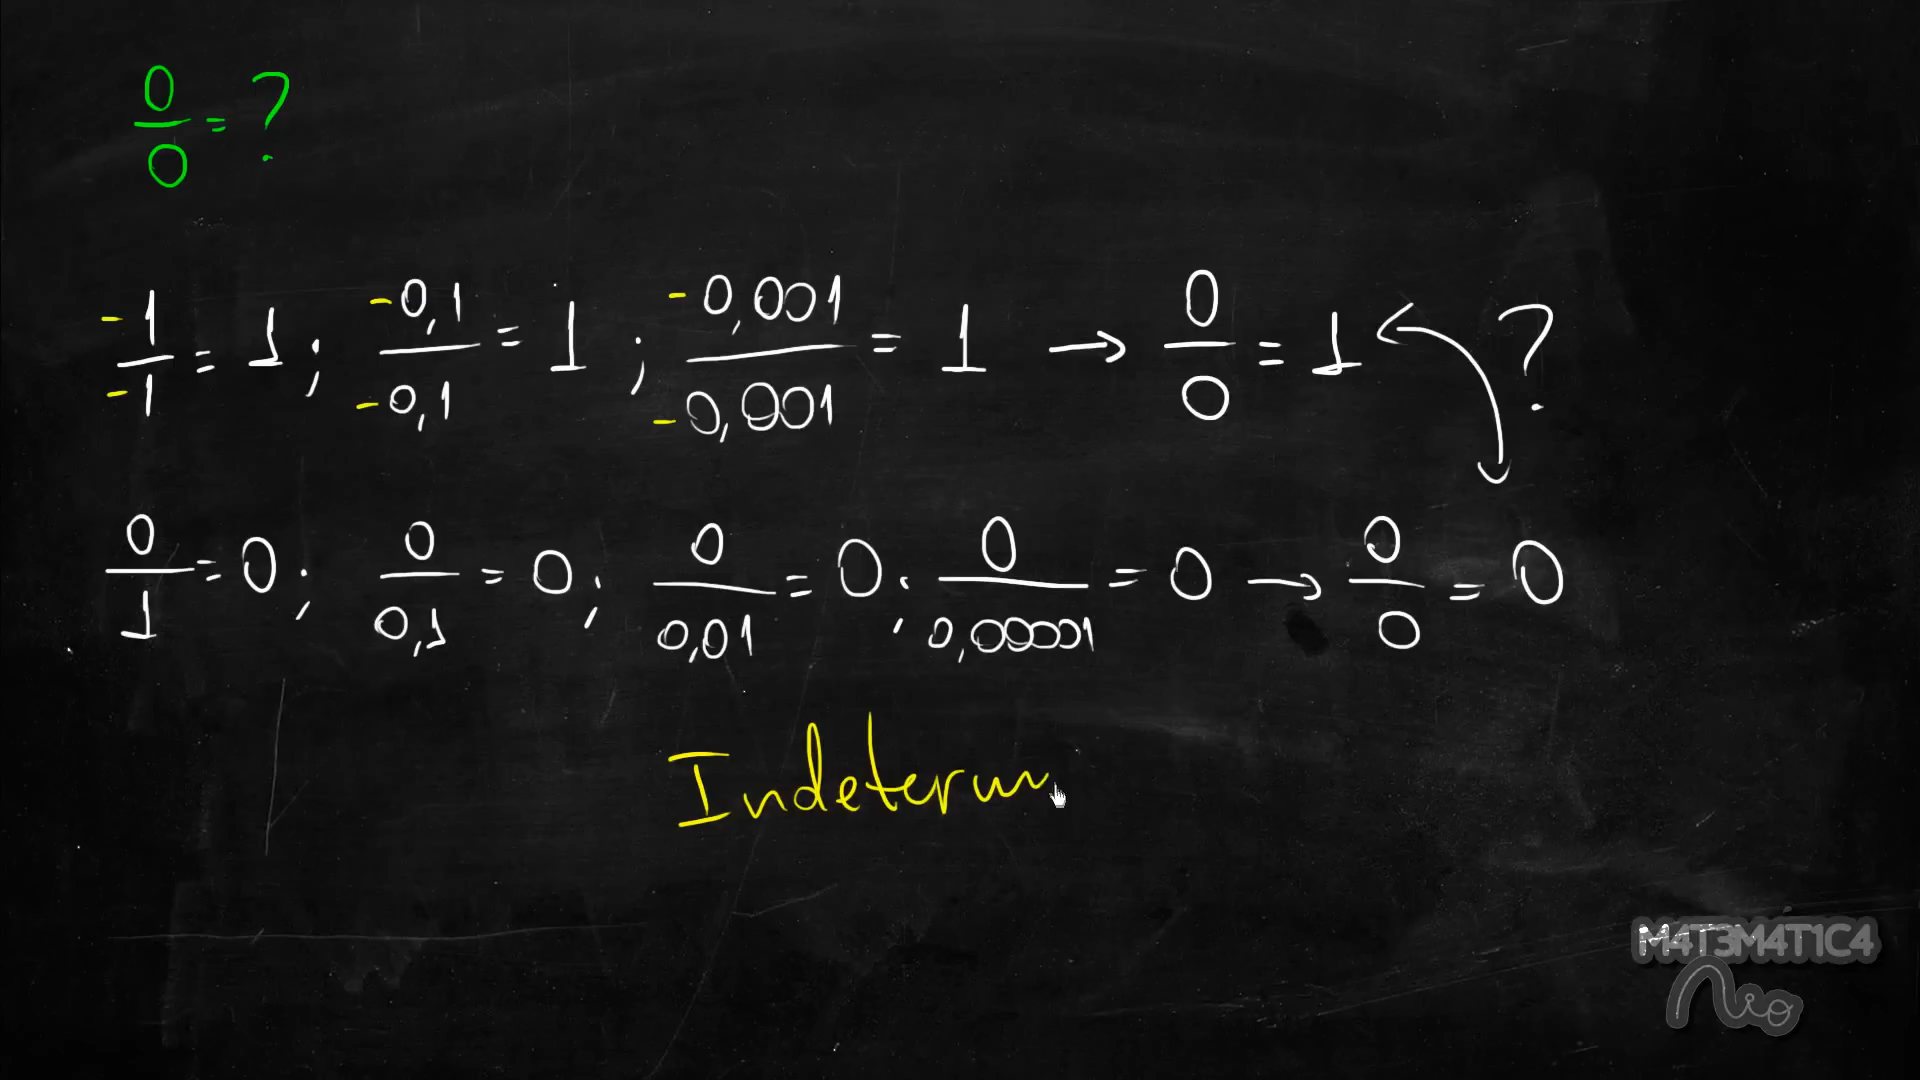 0/0 = ?
-1/-1 = 1 ; -0,1/-0,1 = 1 ; -0,001/-0,001 = 1 → 0/0 = 1 ?
0/1 = 0 ; 0/0,1 = 0 ; 0/0,01 = 0 ; 0/0,00001 = 0 → 0/0 = 0
Indeterm
M4T3M4T1C4
Neo